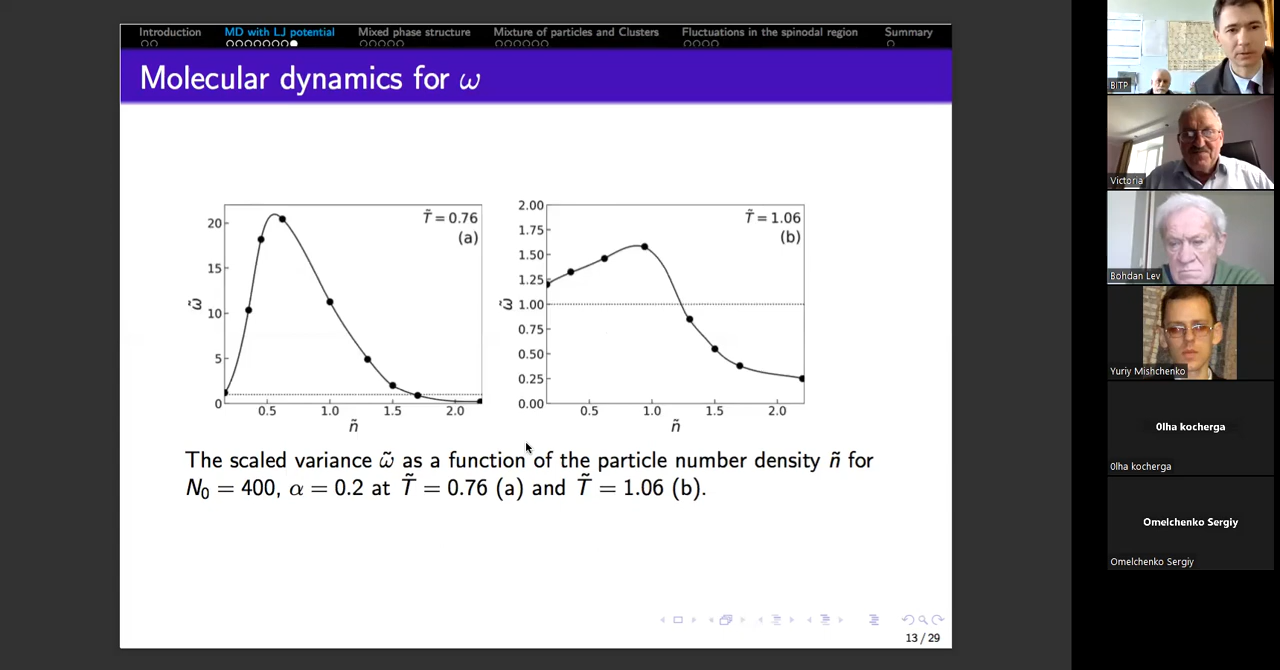 Introduction MD with LJ potential Mixed phase structure Mixture of particles and Clusters Fluctuations in the spinodal region Summary
Molecular dynamics for ω
T̃ = 0.76
(a)
20
15
10
5
0
ω̃
0.5 1.0 1.5 2.0
ñ
T̃ = 1.06
(b)
2.00
1.75
1.50
1.25
1.00
0.75
0.50
0.25
0.00
ω̃
0.5 1.0 1.5 2.0
ñ
The scaled variance ω̃ as a function of the particle number density ñ for
N₀ = 400, α = 0.2 at T̃ = 0.76 (a) and T̃ = 1.06 (b).
13 / 29
BITP
Victoria
Bohdan Lev
Yuriy Mishchenko
Olha kocherga
Olha kocherga
Omelchenko Sergiy
Omelchenko Sergiy